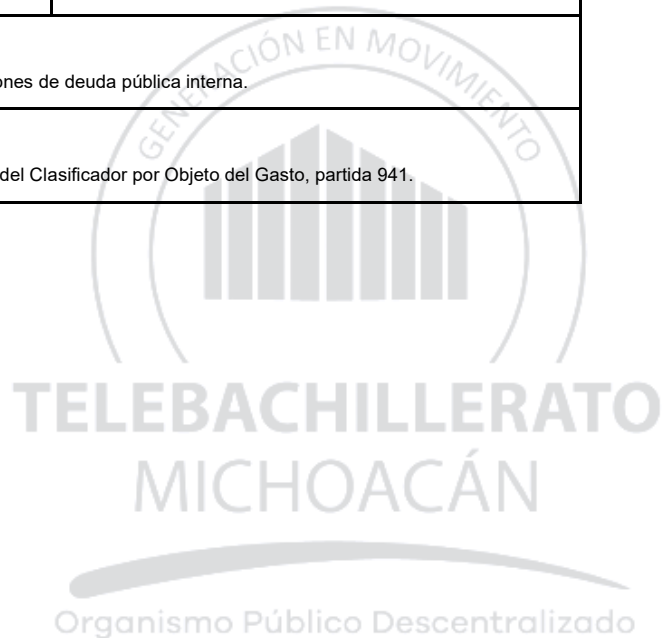 GENERACIÓN EN MOVIMIENTO
ones de deuda pública interna.
del Clasificador por Objeto del Gasto, partida 941.
TELEBACHILLERATO
MICHOACÁN
Organismo Público Descentralizado